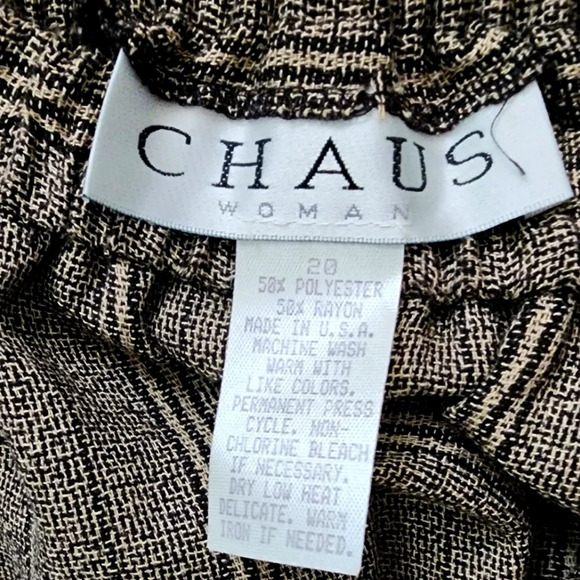 CHAUS
WOMAN
20
50% POLYESTER
50% RAYON
MADE IN U.S.A.
MACHINE WASH
WARM WITH
LIKE COLORS.
PERMANENT PRESS
CYCLE. NON-
CHLORINE BLEACH
IF NECESSARY.
DRY LOW HEAT
DELICATE. WARM
IRON IF NEEDED.